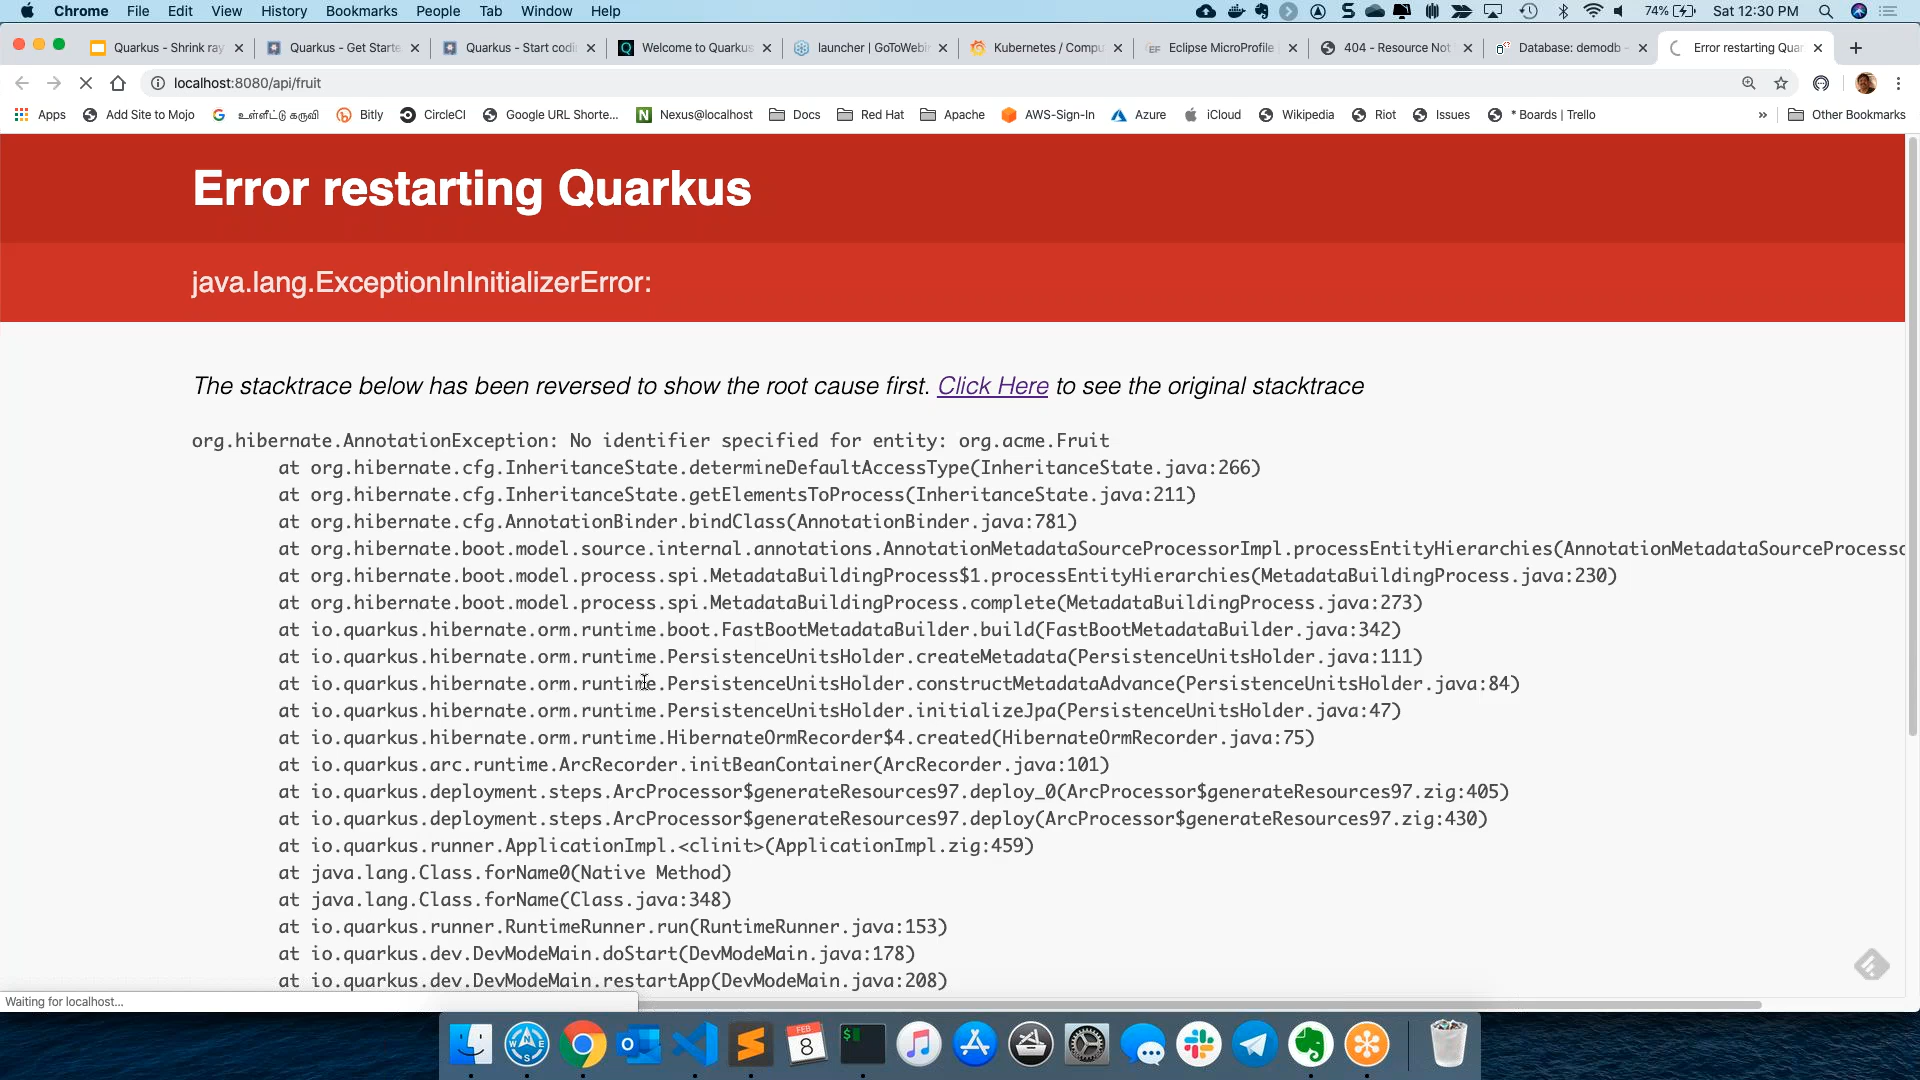 Chrome File Edit View History Bookmarks People Tab Window Help
74% Sat 12:30 PM
Quarkus - Shrink ray
Quarkus - Get Starte
Quarkus - Start codi
Welcome to Quarkus
launcher | GoToWebi
Kubernetes / Compu
Eclipse MicroProfile
404 - Resource Not
Database: demodb -
Error restarting Quar
localhost:8080/api/fruit
Apps
Add Site to Mojo
உள்ளீட்டு கருவி
Bitly
CircleCI
Google URL Shorte...
Nexus@localhost
Docs
Red Hat
Apache
AWS-Sign-In
Azure
iCloud
Wikipedia
Riot
Issues
* Boards | Trello
»
Other Bookmarks
Error restarting Quarkus
java.lang.ExceptionInInitializerError:
The stacktrace below has been reversed to show the root cause first. Click Here to see the original stacktrace
org.hibernate.AnnotationException: No identifier specified for entity: org.acme.Fruit
at org.hibernate.cfg.InheritanceState.determineDefaultAccessType(InheritanceState.java:266)
at org.hibernate.cfg.InheritanceState.getElementsToProcess(InheritanceState.java:211)
at org.hibernate.cfg.AnnotationBinder.bindClass(AnnotationBinder.java:781)
at org.hibernate.boot.model.source.internal.annotations.AnnotationMetadataSourceProcessorImpl.processEntityHierarchies(AnnotationMetadataSourceProcesso
at org.hibernate.boot.model.process.spi.MetadataBuildingProcess$1.processEntityHierarchies(MetadataBuildingProcess.java:230)
at org.hibernate.boot.model.process.spi.MetadataBuildingProcess.complete(MetadataBuildingProcess.java:273)
at io.quarkus.hibernate.orm.runtime.boot.FastBootMetadataBuilder.build(FastBootMetadataBuilder.java:342)
at io.quarkus.hibernate.orm.runtime.PersistenceUnitsHolder.createMetadata(PersistenceUnitsHolder.java:111)
at io.quarkus.hibernate.orm.runtime.PersistenceUnitsHolder.constructMetadataAdvance(PersistenceUnitsHolder.java:84)
at io.quarkus.hibernate.orm.runtime.PersistenceUnitsHolder.initializeJpa(PersistenceUnitsHolder.java:47)
at io.quarkus.hibernate.orm.runtime.HibernateOrmRecorder$4.created(HibernateOrmRecorder.java:75)
at io.quarkus.arc.runtime.ArcRecorder.initBeanContainer(ArcRecorder.java:101)
at io.quarkus.deployment.steps.ArcProcessor$generateResources97.deploy_0(ArcProcessor$generateResources97.zig:405)
at io.quarkus.deployment.steps.ArcProcessor$generateResources97.deploy(ArcProcessor$generateResources97.zig:430)
at io.quarkus.runner.ApplicationImpl.<clinit>(ApplicationImpl.zig:459)
at java.lang.Class.forName0(Native Method)
at java.lang.Class.forName(Class.java:348)
at io.quarkus.runner.RuntimeRunner.run(RuntimeRunner.java:153)
at io.quarkus.dev.DevModeMain.doStart(DevModeMain.java:178)
at io.quarkus.dev.DevModeMain.restartApp(DevModeMain.java:208)
Waiting for localhost...
FEB
8